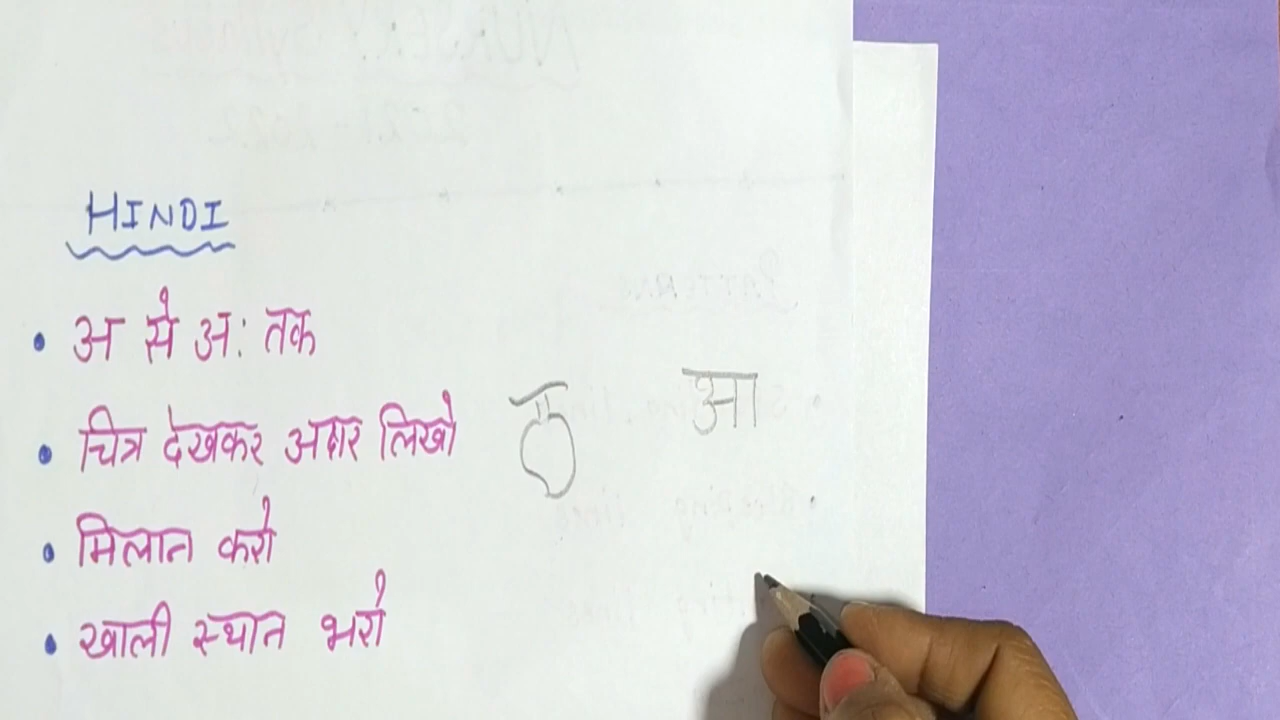 HINDI
• अ से अ: तक
• चित्र देखकर अक्षर लिखो
आ
• मिलान करो
• खाली स्थान भरो